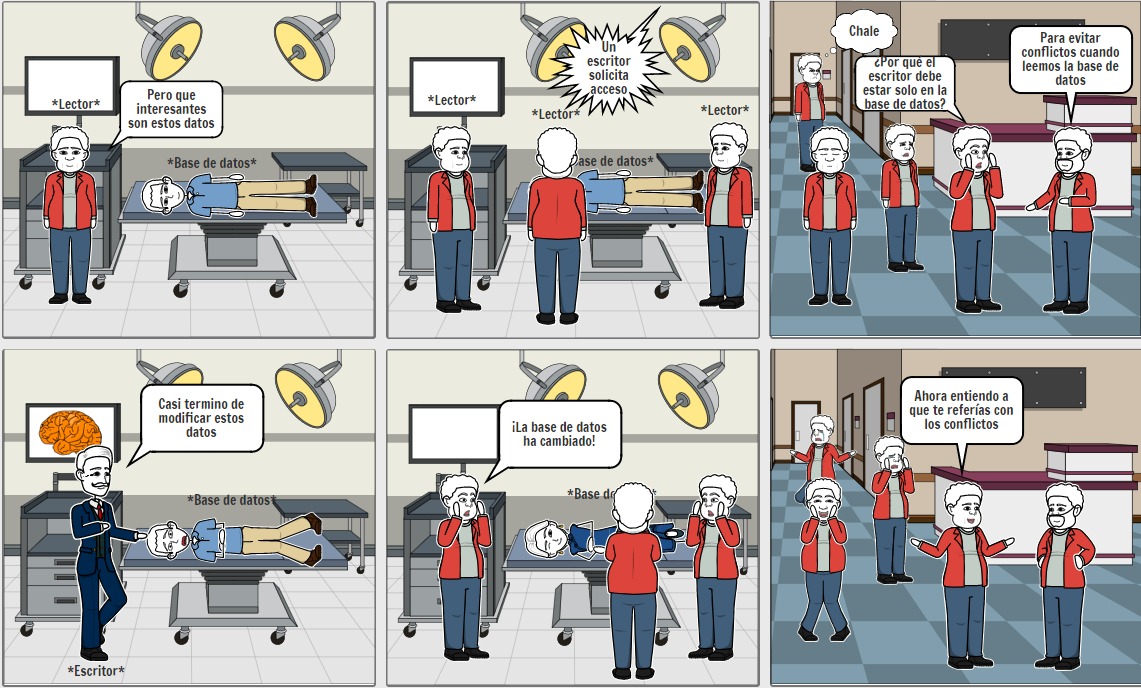 *Lector*
Pero que
interesantes
son estos datos
*Base de datos*
Un
escritor
solicita
acceso
*Lector*
*Lector*
*Lector*
ase de datos*
Chale
¿Por qué el
escritor debe
estar solo en la
base de datos?
Para evitar
conflictos cuando
leemos la base de
datos
Casi termino de
modificar estos
datos
*Base de datos*
*Escritor*
¡La base de datos
ha cambiado!
*Base
Ahora entiendo a
que te referías con
los conflictos